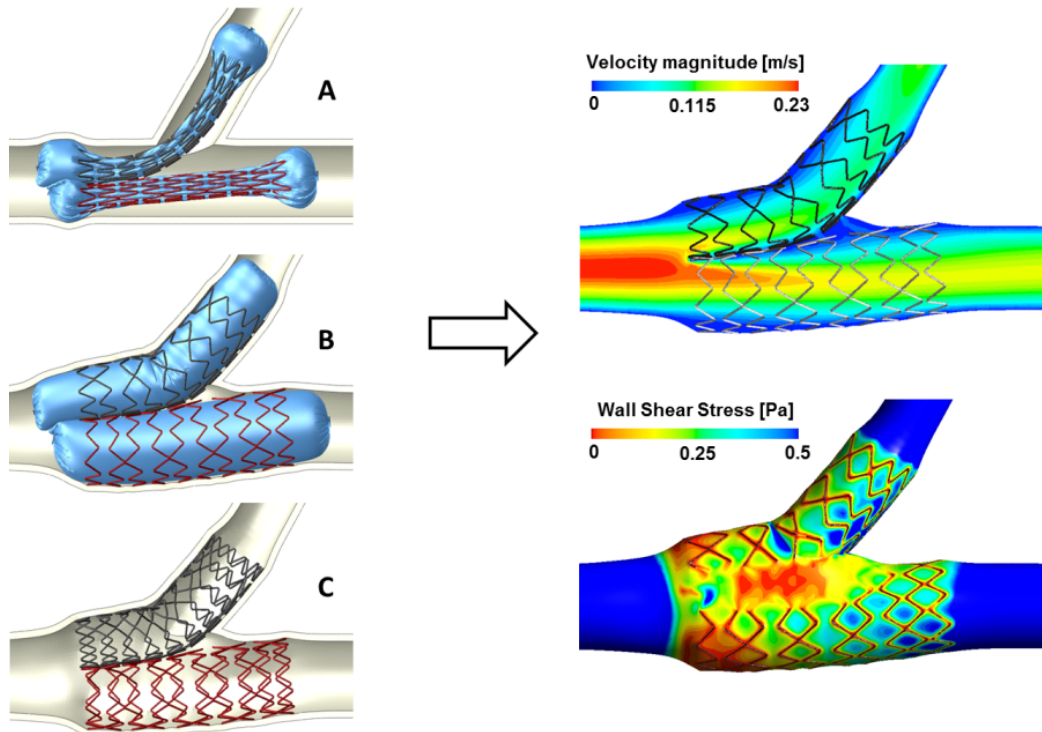 A
B
C
Velocity magnitude [m/s]
0 0.115 0.23
Wall Shear Stress [Pa]
0 0.25 0.5